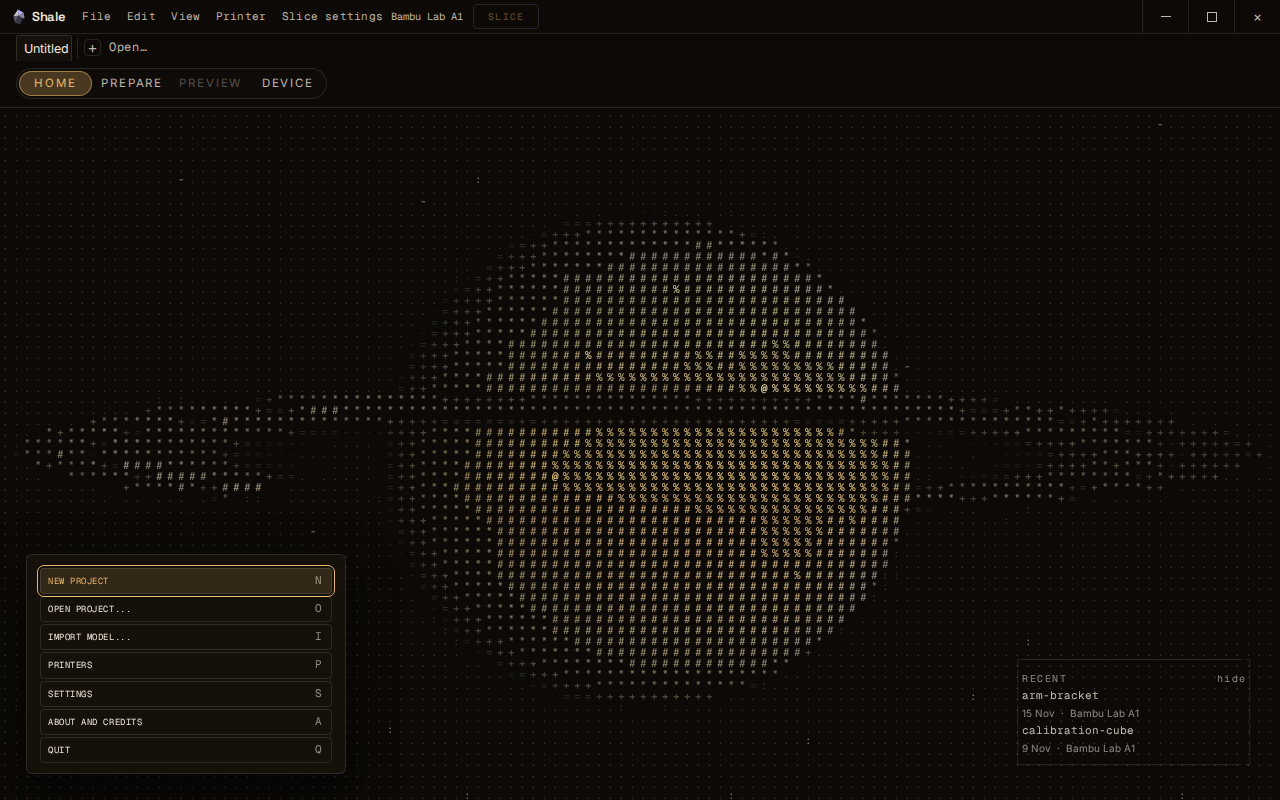 Shale File Edit View Printer Slice settings Bambu Lab A1 SLICE
Untitled + Open…
HOME PREPARE PREVIEW DEVICE
NEW PROJECT N
OPEN PROJECT... O
IMPORT MODEL... I
PRINTERS P
SETTINGS S
ABOUT AND CREDITS A
QUIT Q
RECENT hide
arm-bracket
15 Nov · Bambu Lab A1
calibration-cube
9 Nov · Bambu Lab A1